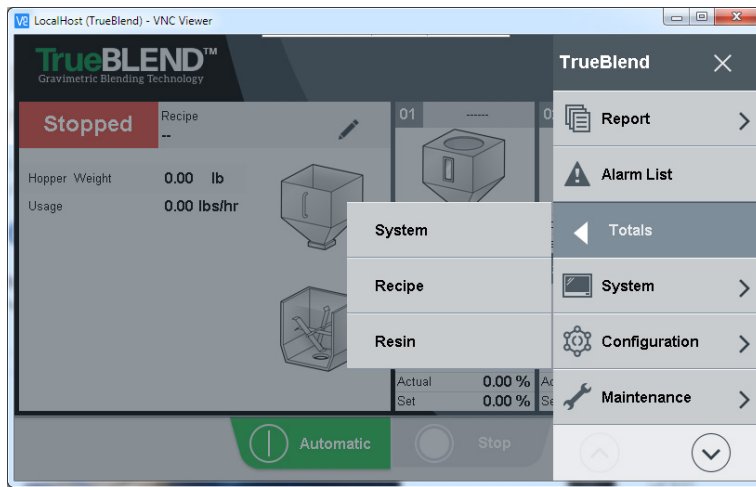 LocalHost (TrueBlend) - VNC Viewer
TrueBLEND™
Gravimetric Blending Technology
TrueBlend
Stopped
Recipe
--
01
------
Hopper Weight 0.00 lb
Usage 0.00 lbs/hr
Report
Alarm List
Totals
System
Recipe
Resin
System
Configuration
Maintenance
Actual 0.00 %
Set 0.00 %
Automatic
Stop